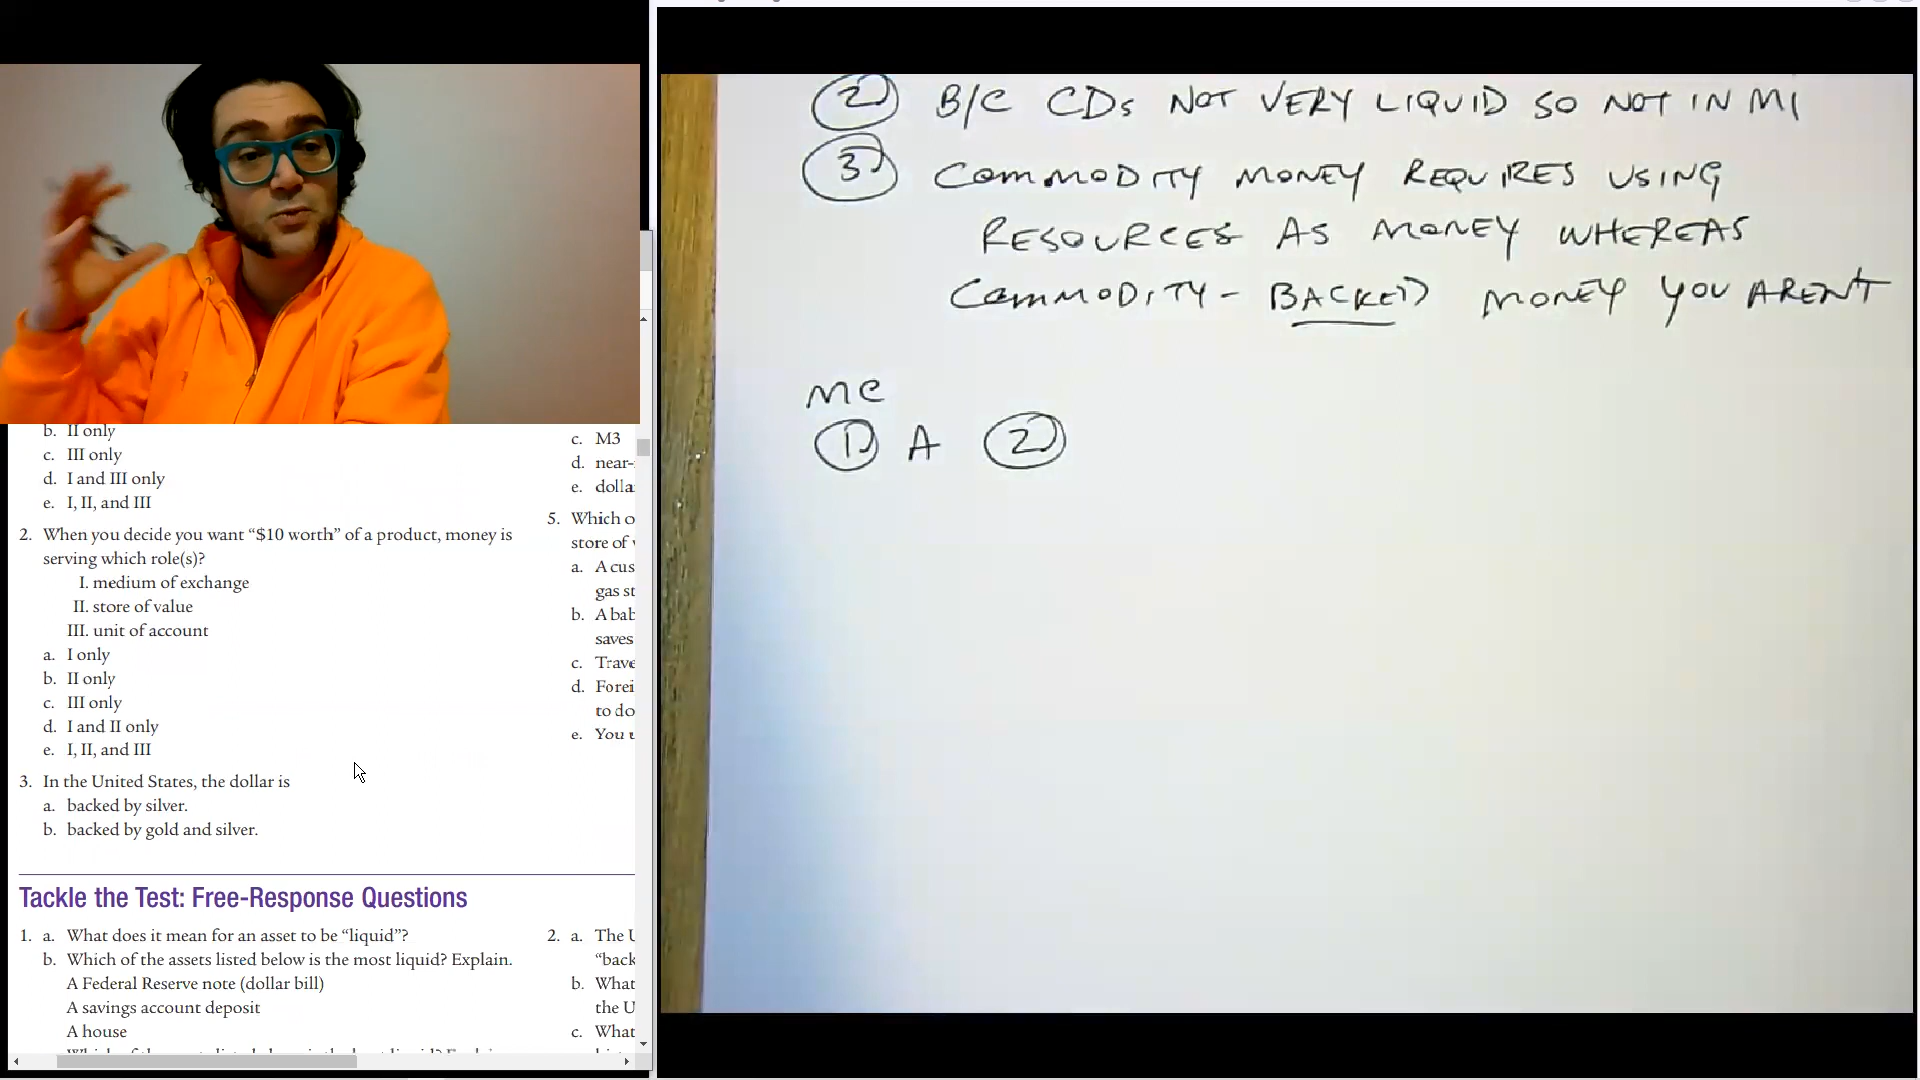 b. II only
c. III only
d. I and III only
e. I, II, and III
2. When you decide you want “$10 worth” of a product, money is
serving which role(s)?
I. medium of exchange
II. store of value
III. unit of account
a. I only
b. II only
c. III only
d. I and II only
e. I, II, and III
3. In the United States, the dollar is
a. backed by silver.
b. backed by gold and silver.
c. M3
d. near-
e. dolla
5. Which o
store of
a. A cus
gas st
b. A bab
saves
c. Trave
d. Forei
to do
e. You
Tackle the Test: Free-Response Questions
1. a. What does it mean for an asset to be “liquid”?
b. Which of the assets listed below is the most liquid? Explain.
A Federal Reserve note (dollar bill)
A savings account deposit
A house
2. a. The U
“back
b. What
the U
c. What
2 B/C CDs NOT VERY LIQUID SO NOT IN M1
3 COMMODITY MONEY REQUIRES USING
RESOURCES AS MONEY WHEREAS
COMMODITY-BACKED MONEY YOU ARENT
MC
1 A 2